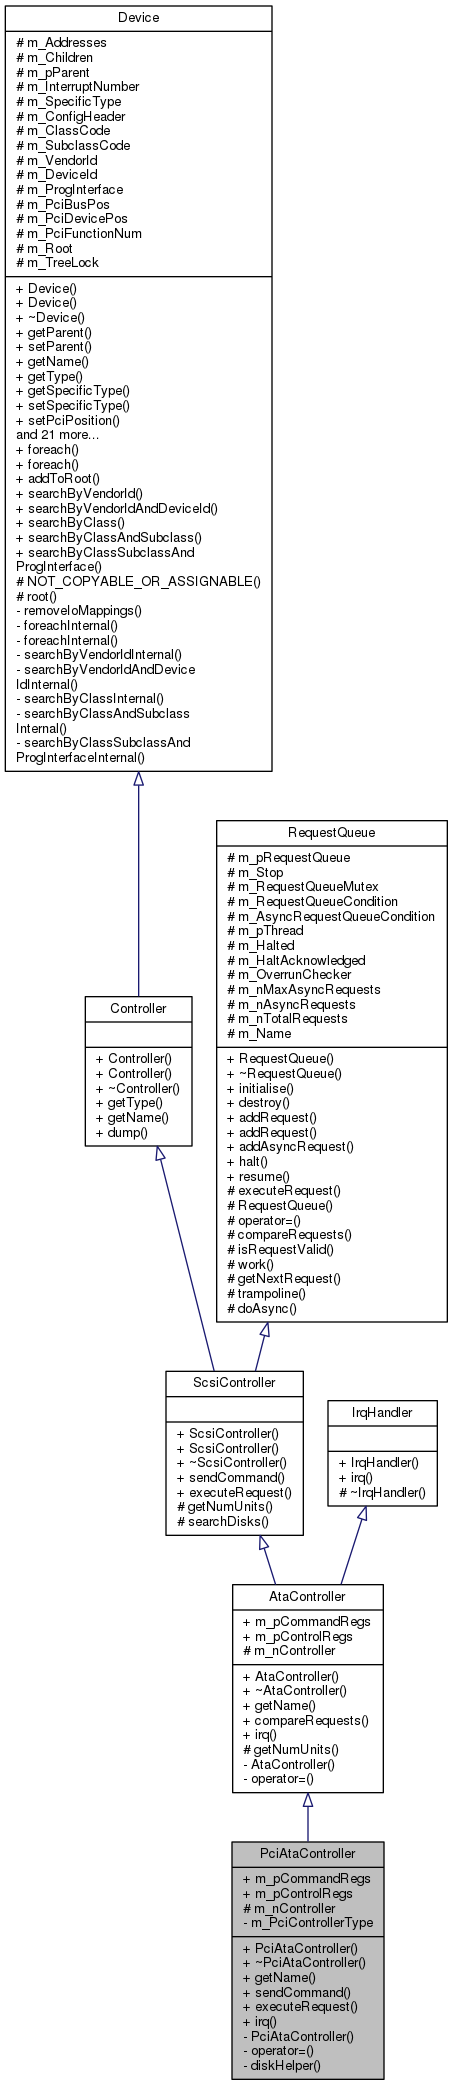 Device
# m_Addresses
# m_Children
# m_pParent
# m_InterruptNumber
# m_SpecificType
# m_ConfigHeader
# m_ClassCode
# m_SubclassCode
# m_VendorId
# m_DeviceId
# m_ProgInterface
# m_PciBusPos
# m_PciDevicePos
# m_PciFunctionNum
# m_Root
# m_TreeLock
+ Device()
+ Device()
+ ~Device()
+ getParent()
+ setParent()
+ getName()
+ getType()
+ getSpecificType()
+ setSpecificType()
+ setPciPosition()
and 21 more...
+ foreach()
+ foreach()
+ addToRoot()
+ searchByVendorId()
+ searchByVendorIdAndDeviceId()
+ searchByClass()
+ searchByClassAndSubclass()
+ searchByClassSubclassAnd
ProgInterface()
# NOT_COPYABLE_OR_ASSIGNABLE()
# root()
- removeIoMappings()
- foreachInternal()
- foreachInternal()
- searchByVendorIdInternal()
- searchByVendorIdAndDevice
IdInternal()
- searchByClassInternal()
- searchByClassAndSubclass
Internal()
- searchByClassSubclassAnd
ProgInterfaceInternal()
RequestQueue
# m_pRequestQueue
# m_Stop
# m_RequestQueueMutex
# m_RequestQueueCondition
# m_AsyncRequestQueueCondition
# m_pThread
# m_Halted
# m_HaltAcknowledged
# m_OverrunChecker
# m_nMaxAsyncRequests
# m_nAsyncRequests
# m_nTotalRequests
# m_Name
+ RequestQueue()
+ ~RequestQueue()
+ initialise()
+ destroy()
+ addRequest()
+ addRequest()
+ addAsyncRequest()
+ halt()
+ resume()
# executeRequest()
# RequestQueue()
# operator=()
# compareRequests()
# isRequestValid()
# work()
# getNextRequest()
# trampoline()
# doAsync()
Controller
+ Controller()
+ Controller()
+ ~Controller()
+ getType()
+ getName()
+ dump()
ScsiController
+ ScsiController()
+ ScsiController()
+ ~ScsiController()
+ sendCommand()
+ executeRequest()
# getNumUnits()
# searchDisks()
IrqHandler
+ IrqHandler()
+ irq()
# ~IrqHandler()
AtaController
+ m_pCommandRegs
+ m_pControlRegs
# m_nController
+ AtaController()
+ ~AtaController()
+ getName()
+ compareRequests()
+ irq()
# getNumUnits()
- AtaController()
- operator=()
PciAtaController
+ m_pCommandRegs
+ m_pControlRegs
# m_nController
- m_PciControllerType
+ PciAtaController()
+ ~PciAtaController()
+ getName()
+ sendCommand()
+ executeRequest()
+ irq()
- PciAtaController()
- operator=()
- diskHelper()